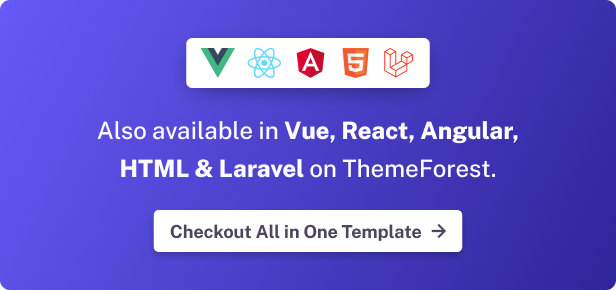 Also available in Vue, React, Angular,
HTML & Laravel on ThemeForest.
Checkout All in One Template →